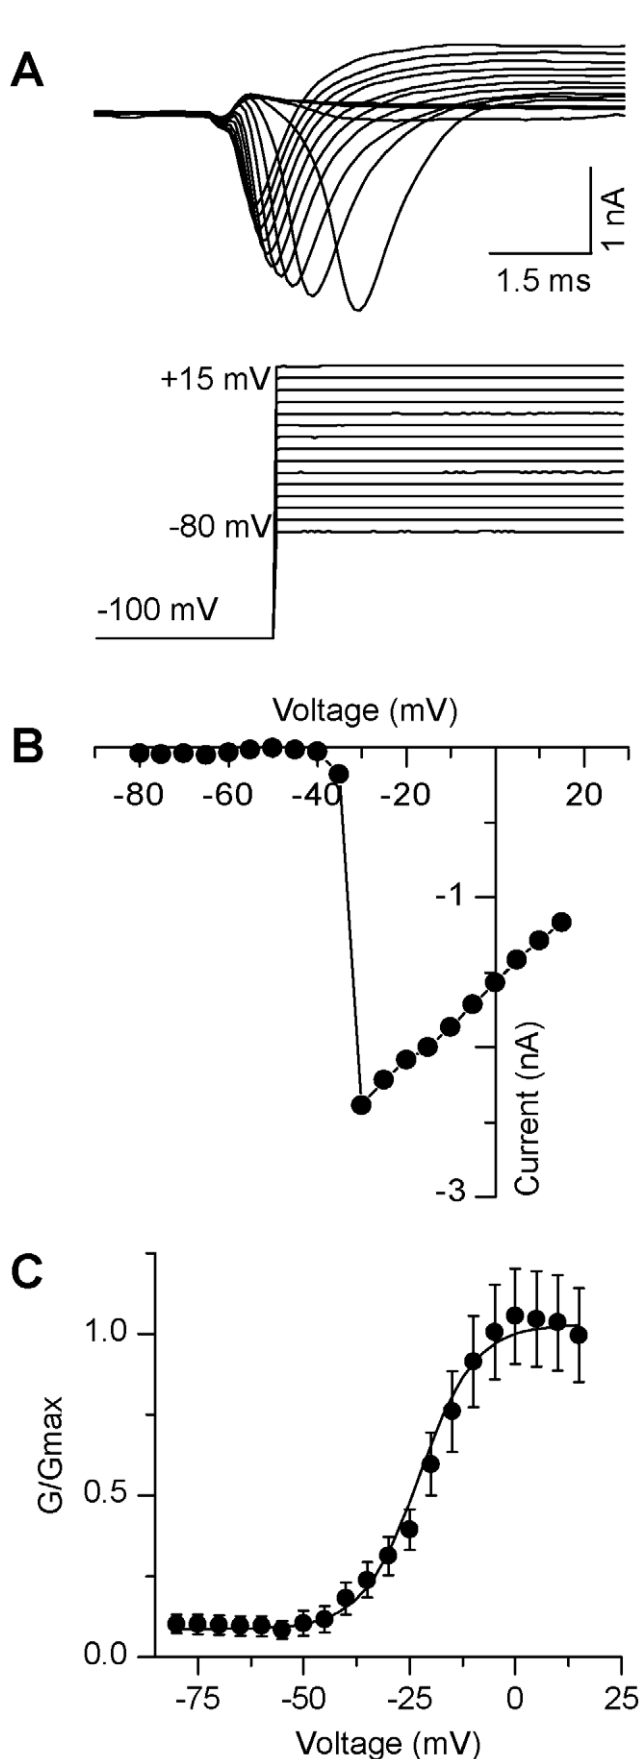 A
1 nA
1.5 ms
+15 mV
-80 mV
-100 mV
B
Voltage (mV)
-80 -60 -40 -20 20
-1
Current (nA)
-3
C
1.0
G/Gmax
0.5
0.0
-75 -50 -25 0 25
Voltage (mV)